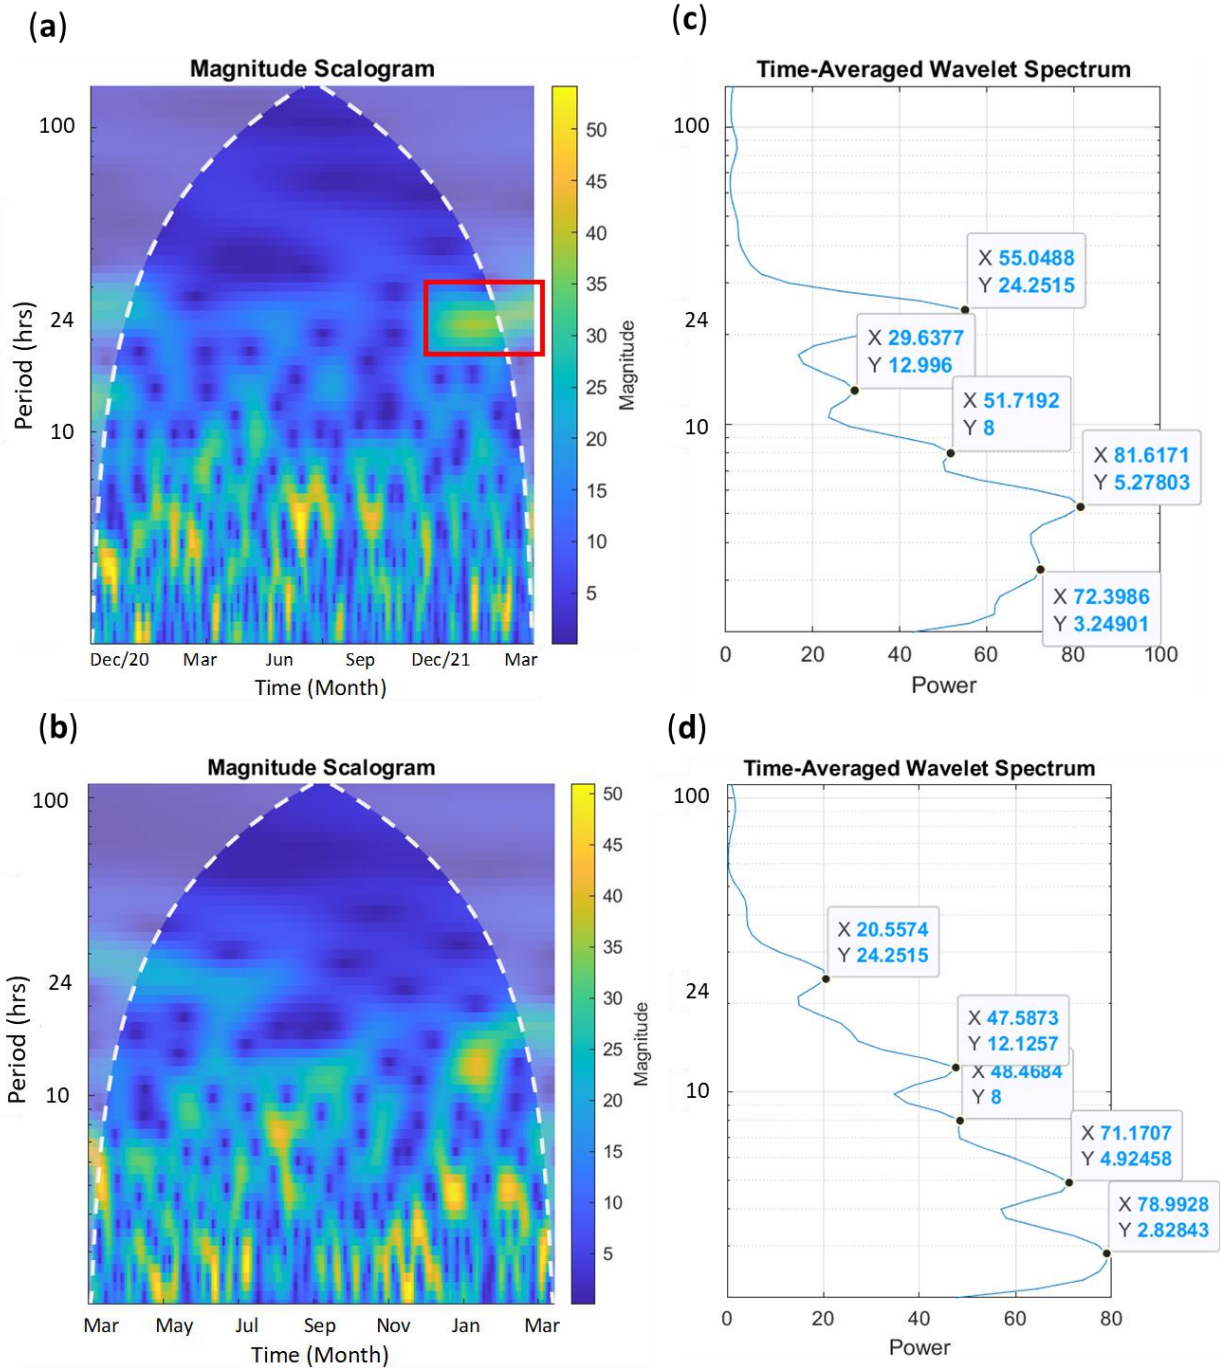 (a)
Magnitude Scalogram
100
24
10
Period (hrs)
50
45
40
35
30
25
20
15
10
5
Magnitude
Dec/20 Mar Jun Sep Dec/21 Mar
Time (Month)
(c)
Time-Averaged Wavelet Spectrum
100
24
10
X 55.0488
Y 24.2515
X 29.6377
Y 12.996
X 51.7192
Y 8
X 81.6171
Y 5.27803
X 72.3986
Y 3.24901
0 20 40 60 80 100
Power
(b)
Magnitude Scalogram
100
24
10
Period (hrs)
50
45
40
35
30
25
20
15
10
5
Magnitude
Mar May Jul Sep Nov Jan Mar
Time (Month)
(d)
Time-Averaged Wavelet Spectrum
100
24
10
X 20.5574
Y 24.2515
X 47.5873
Y 12.1257
X 48.4684
Y 8
X 71.1707
Y 4.92458
X 78.9928
Y 2.82843
0 20 40 60 80
Power